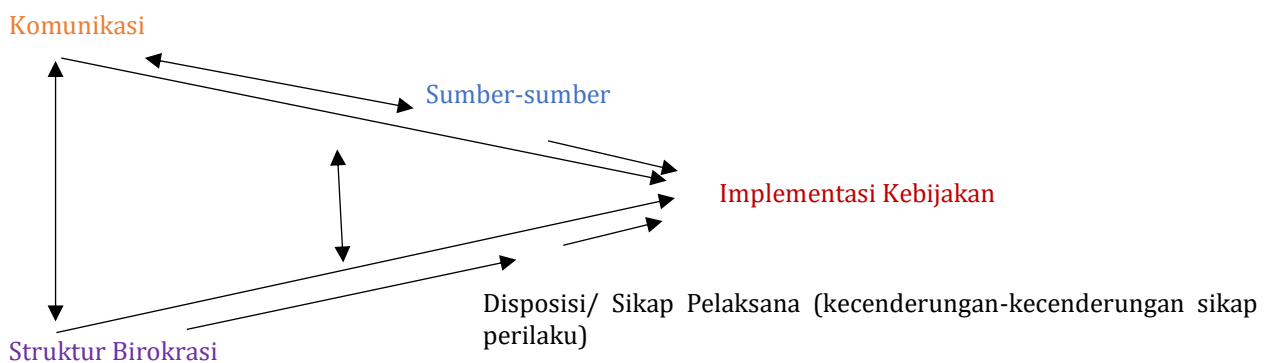 Komunikasi
Sumber-sumber
Implementasi Kebijakan
Disposisi/ Sikap Pelaksana (kecenderungan-kecenderungan sikap
perilaku)
Struktur Birokrasi